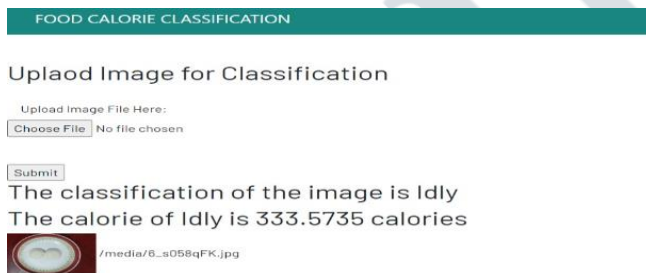 FOOD CALORIE CLASSIFICATION
Uplaod Image for Classification
Upload Image File Here:
Choose File No file chosen
Submit
The classification of the image is Idly
The calorie of Idly is 333.5735 calories
/media/6_s058qFK.jpg